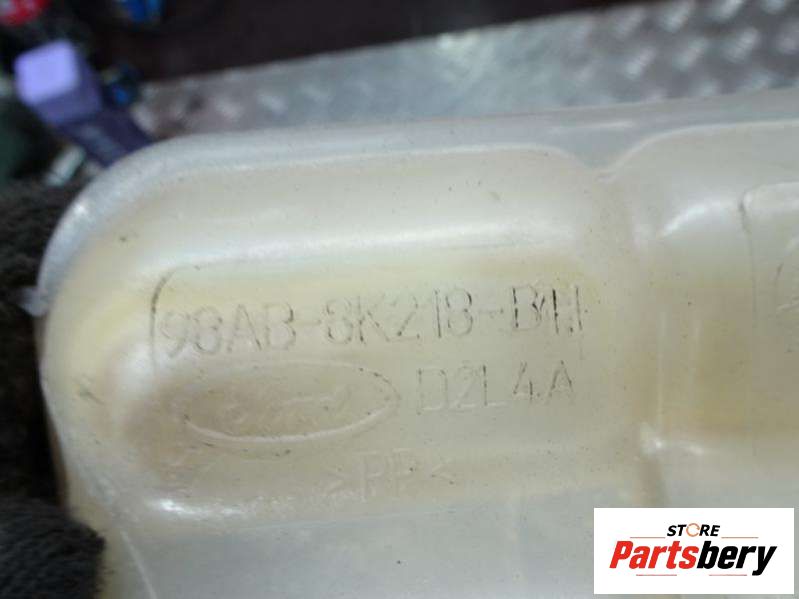 98AB-8K218-BH
D2L4A
>PP<
STORE
Partsbery